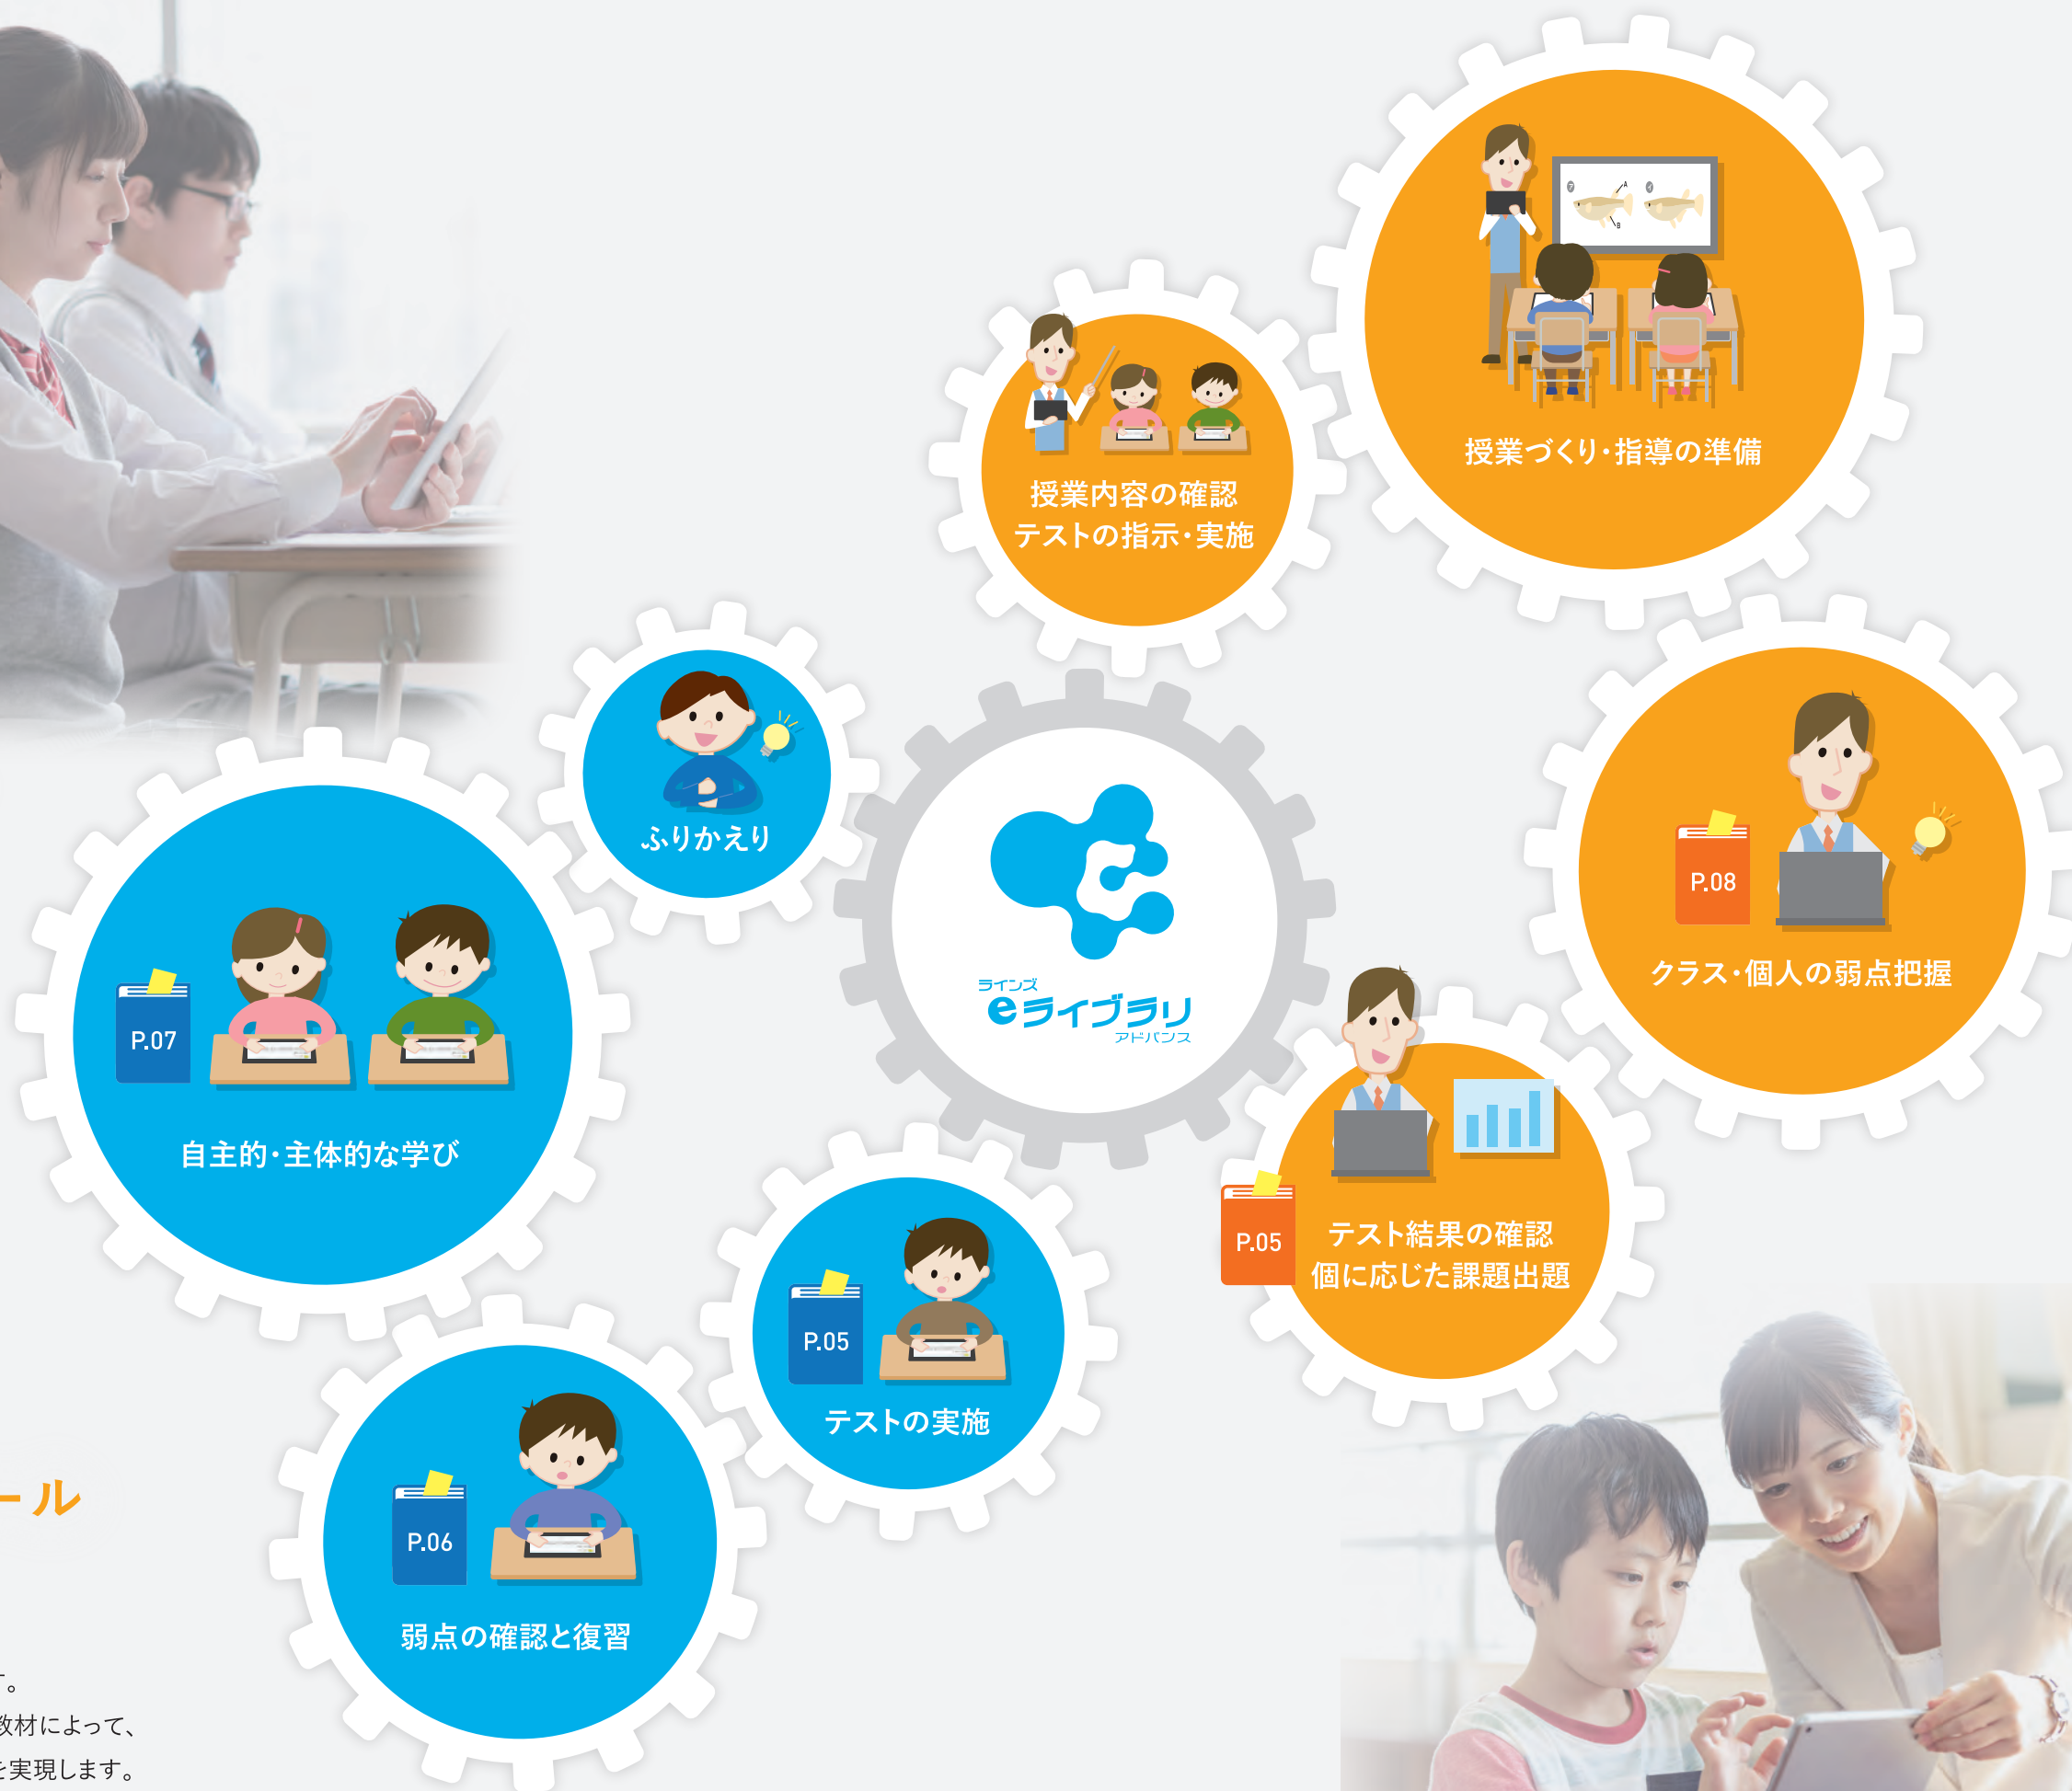 授業づくり・指導の準備
ア
A
B
イ
授業内容の確認
テストの指示・実施
ふりかえり
P.08
クラス・個人の弱点把握
ラインズ
eライブラリ
アドバンス
P.07
自主的・主体的な学び
P.05
テスト結果の確認
個に応じた課題出題
P.05
テストの実施
P.06
弱点の確認と復習
ール
す。
教材によって、
を実現します。